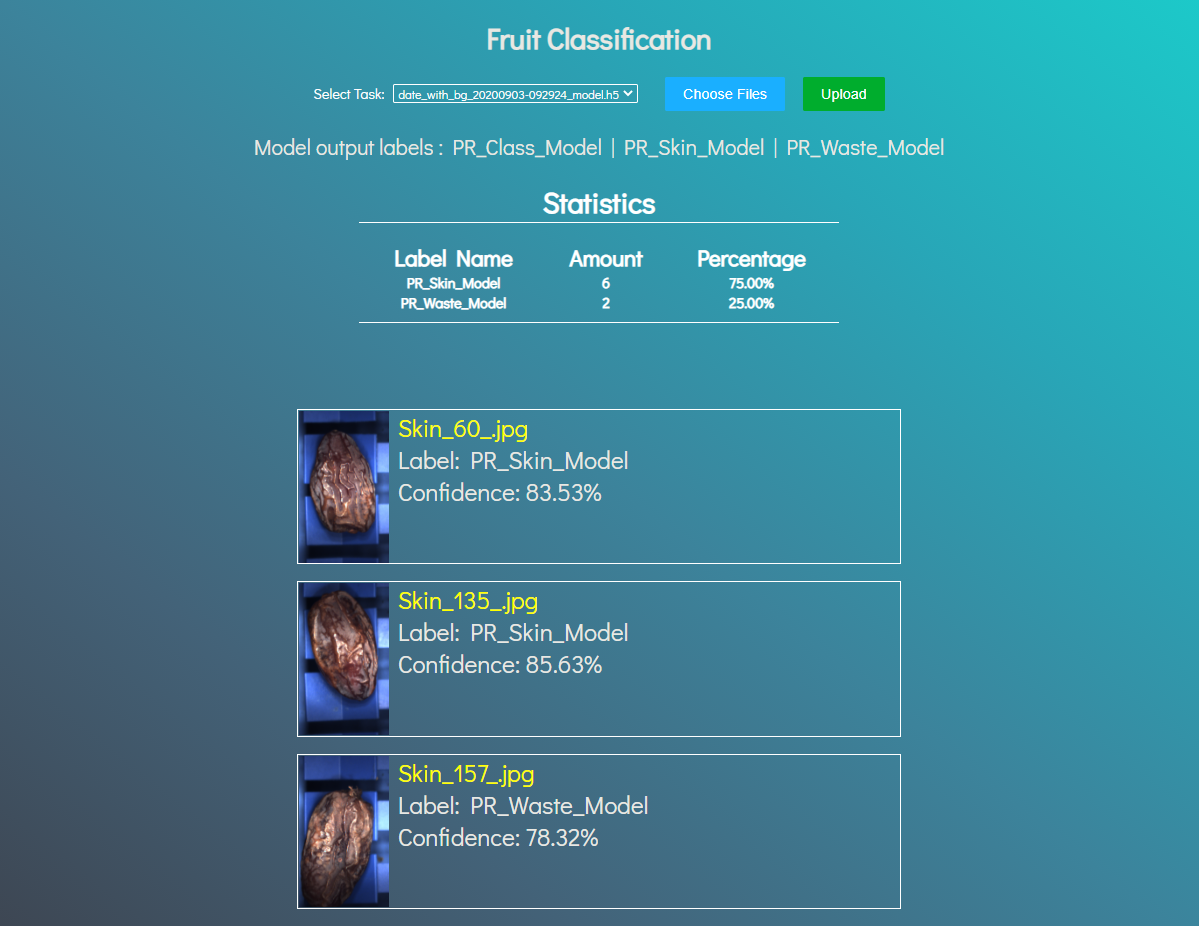 Fruit Classification
Select Task: date_with_bg_20200903-092924_model.h5 Choose Files Upload
Model output labels : PR_Class_Model | PR_Skin_Model | PR_Waste_Model
Statistics
Label Name Amount Percentage
PR_Skin_Model 6 75.00%
PR_Waste_Model 2 25.00%
Skin_60_.jpg
Label: PR_Skin_Model
Confidence: 83.53%
Skin_135_.jpg
Label: PR_Skin_Model
Confidence: 85.63%
Skin_157_.jpg
Label: PR_Waste_Model
Confidence: 78.32%